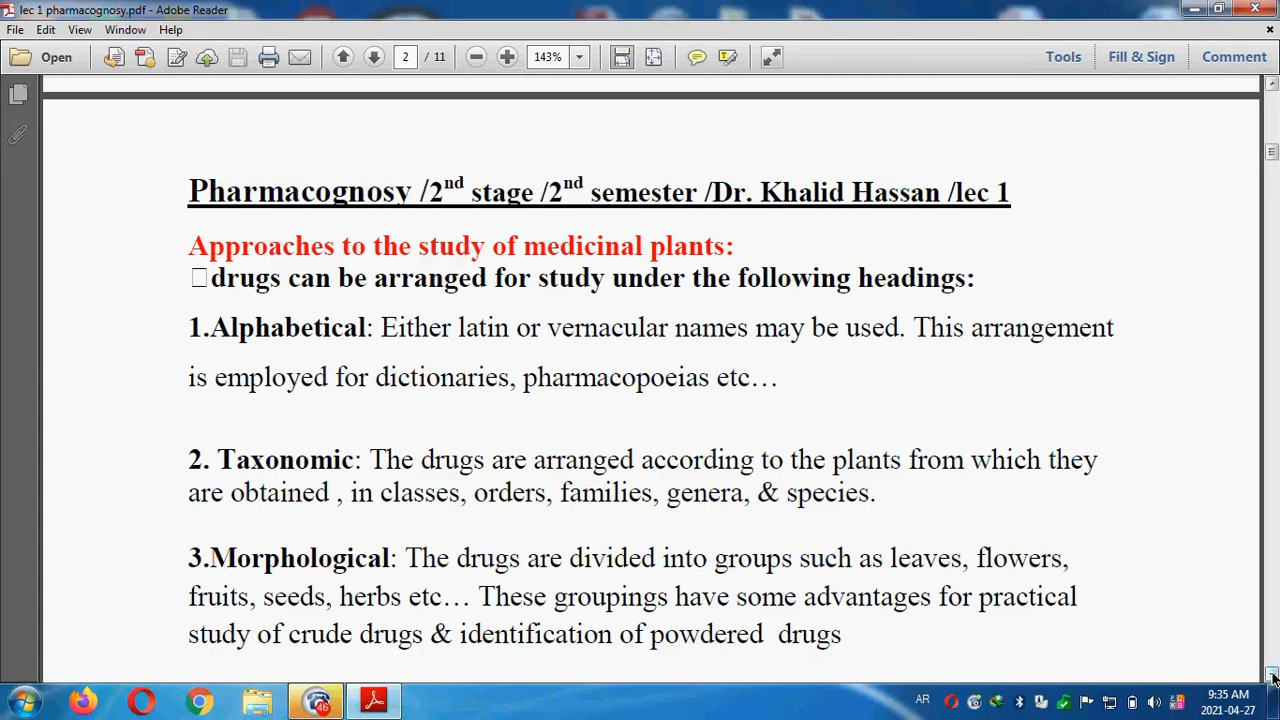 lec 1 pharmacognosy.pdf - Adobe Reader
File Edit View Window Help
Open 2 / 11 143% Tools Fill & Sign Comment
Pharmacognosy /2nd stage /2nd semester /Dr. Khalid Hassan /lec 1
Approaches to the study of medicinal plants:
drugs can be arranged for study under the following headings:
1.Alphabetical: Either latin or vernacular names may be used. This arrangement
is employed for dictionaries, pharmacopoeias etc…
2. Taxonomic: The drugs are arranged according to the plants from which they
are obtained , in classes, orders, families, genera, & species.
3.Morphological: The drugs are divided into groups such as leaves, flowers,
fruits, seeds, herbs etc… These groupings have some advantages for practical
study of crude drugs & identification of powdered drugs
46
AR
9:35 AM
2021-04-27